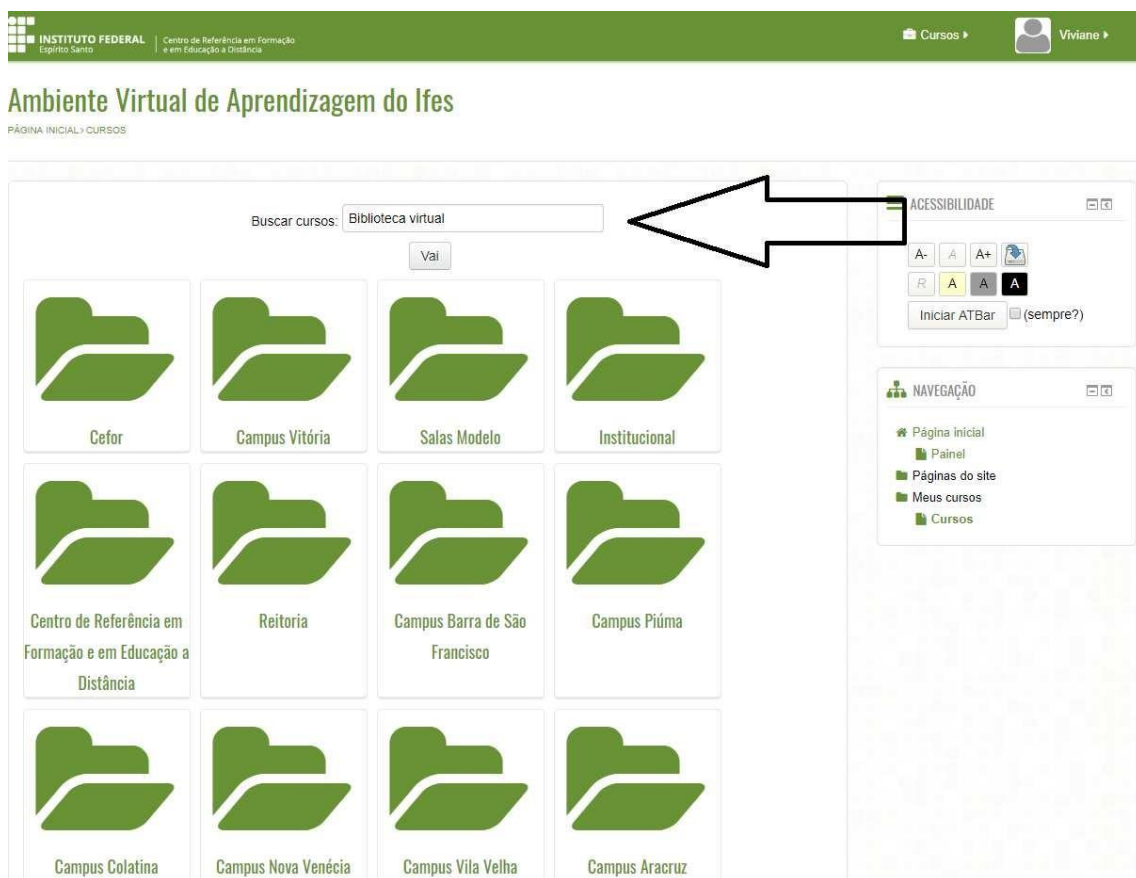 INSTITUTO FEDERAL
Espírito Santo
Centro de Referência em Formação
e em Educação a Distância
Cursos
Viviane
Ambiente Virtual de Aprendizagem do Ifes
PÁGINA INICIAL › CURSOS
Buscar cursos: Biblioteca virtual
Vai
Cefor
Campus Vitória
Salas Modelo
Institucional
Centro de Referência em
Formação e em Educação a
Distância
Reitoria
Campus Barra de São
Francisco
Campus Piúma
Campus Colatina
Campus Nova Venécia
Campus Vila Velha
Campus Aracruz
ACESSIBILIDADE
A- A A+
R A A A
Iniciar ATBar (sempre?)
NAVEGAÇÃO
Página inicial
Painel
Páginas do site
Meus cursos
Cursos